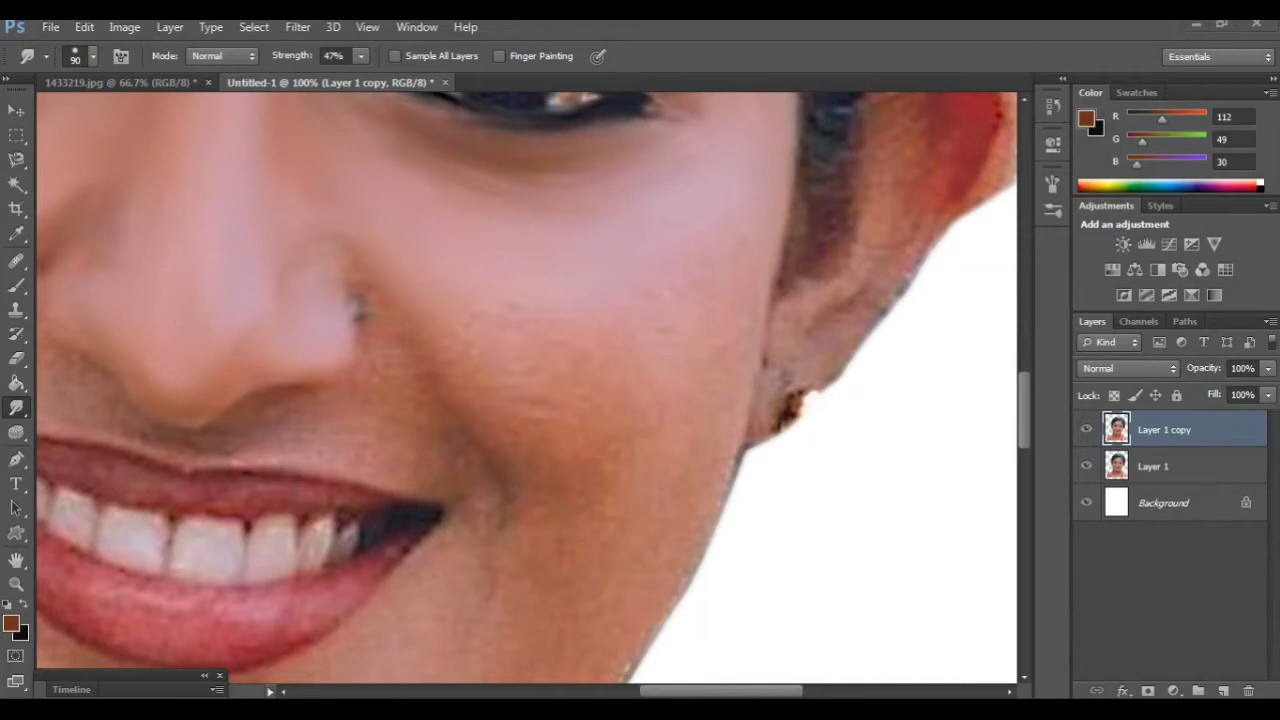 Ps File Edit Image Layer Type Select Filter 3D View Window Help
90 Mode: Normal Strength: 47% Sample All Layers Finger Painting Essentials
1433219.jpg @ 66.7% (RGB/8) * × Untitled-1 @ 100% (Layer 1 copy, RGB/8) * ×
Color Swatches
R 112
G 49
B 30
Adjustments Styles
Add an adjustment
Layers Channels Paths
Kind
Normal Opacity: 100%
Lock: Fill: 100%
Layer 1 copy
Layer 1
Background
Timeline